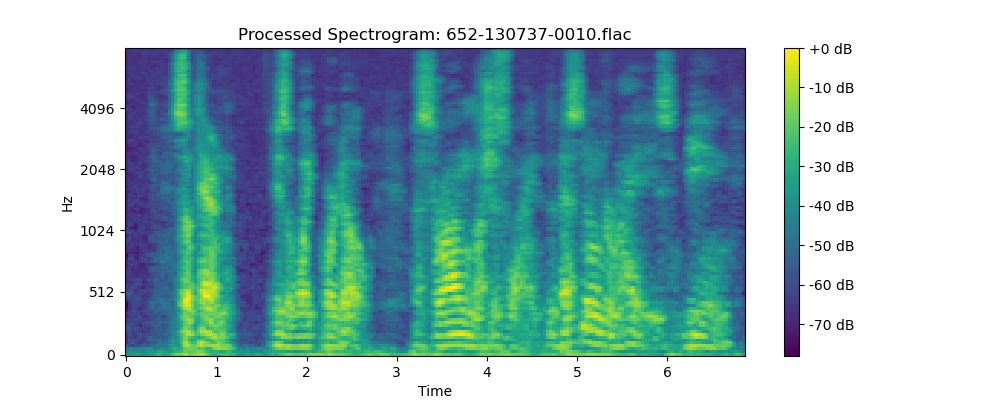 Processed Spectrogram: 652-130737-0010.flac
+0 dB
-10 dB
-20 dB
-30 dB
-40 dB
-50 dB
-60 dB
-70 dB
Hz
4096
2048
1024
512
0
0 1 2 3 4 5 6
Time